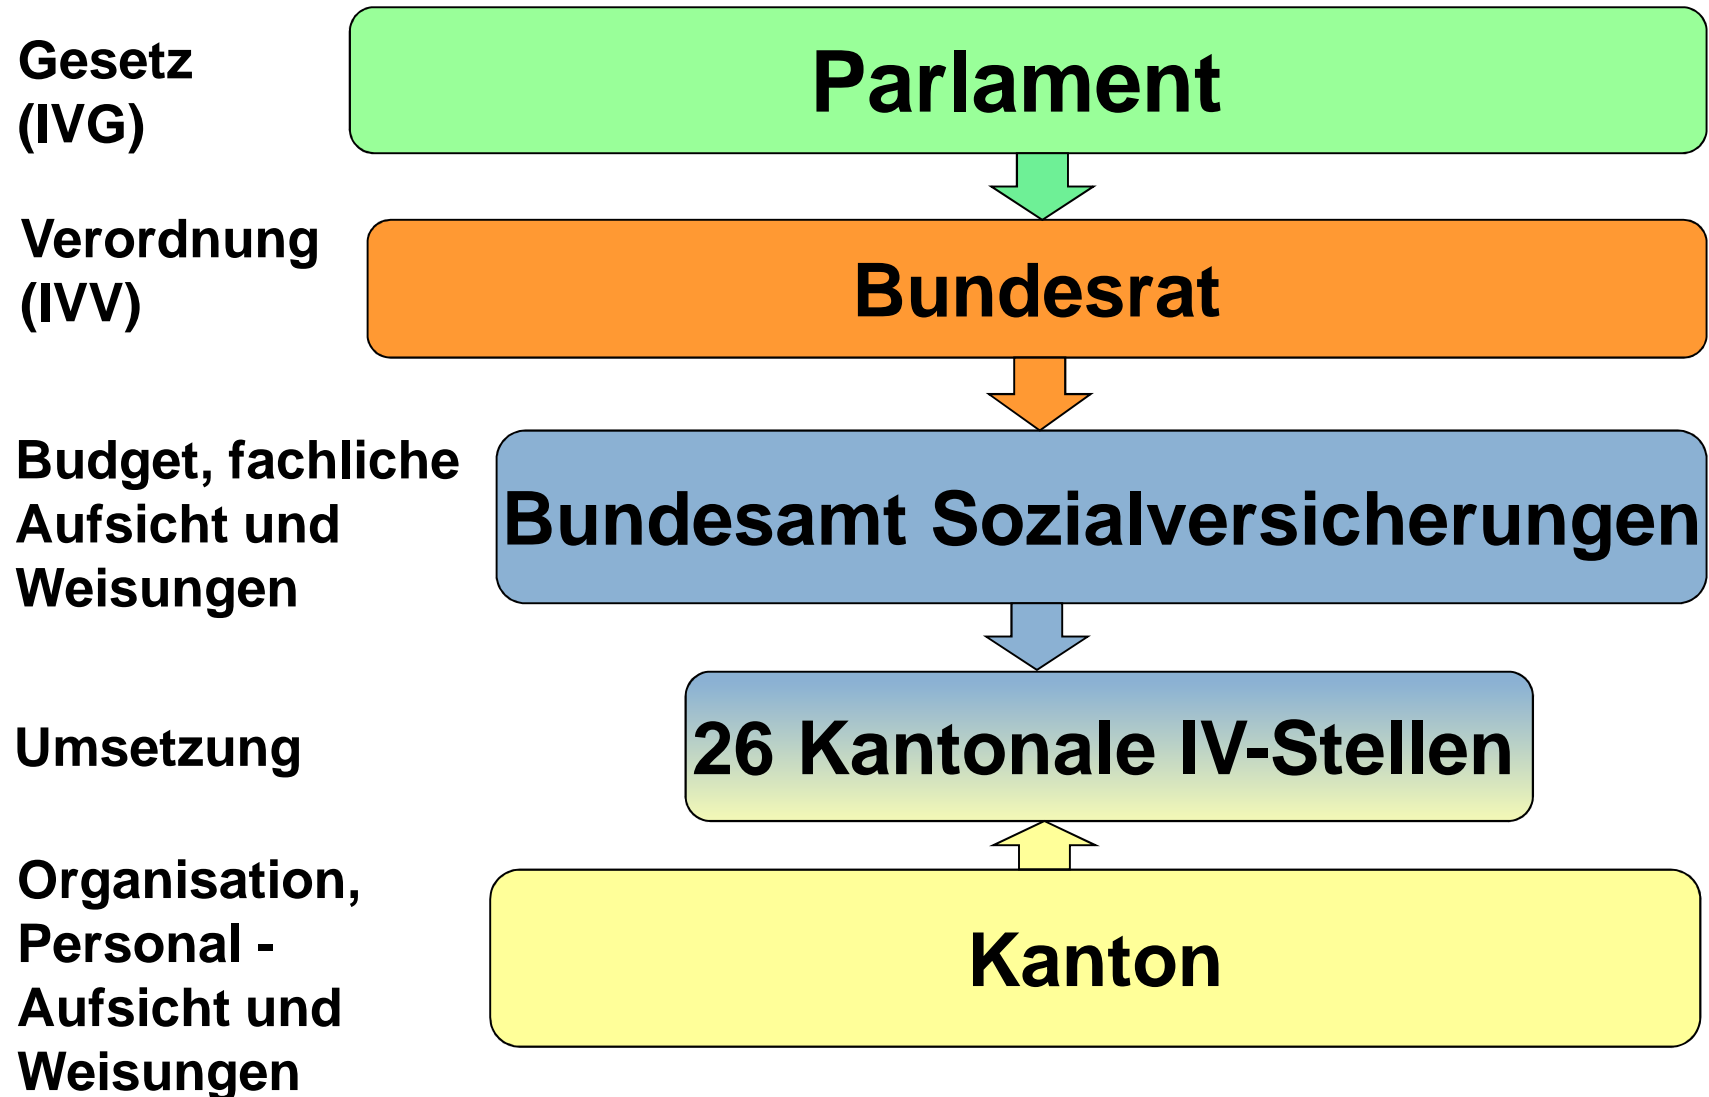 Gesetz
(IVG)
Parlament
Verordnung
(IVV)
Bundesrat
Budget, fachliche
Aufsicht und
Weisungen
Bundesamt Sozialversicherungen
Umsetzung
26 Kantonale IV-Stellen
Organisation,
Personal -
Aufsicht und
Weisungen
Kanton